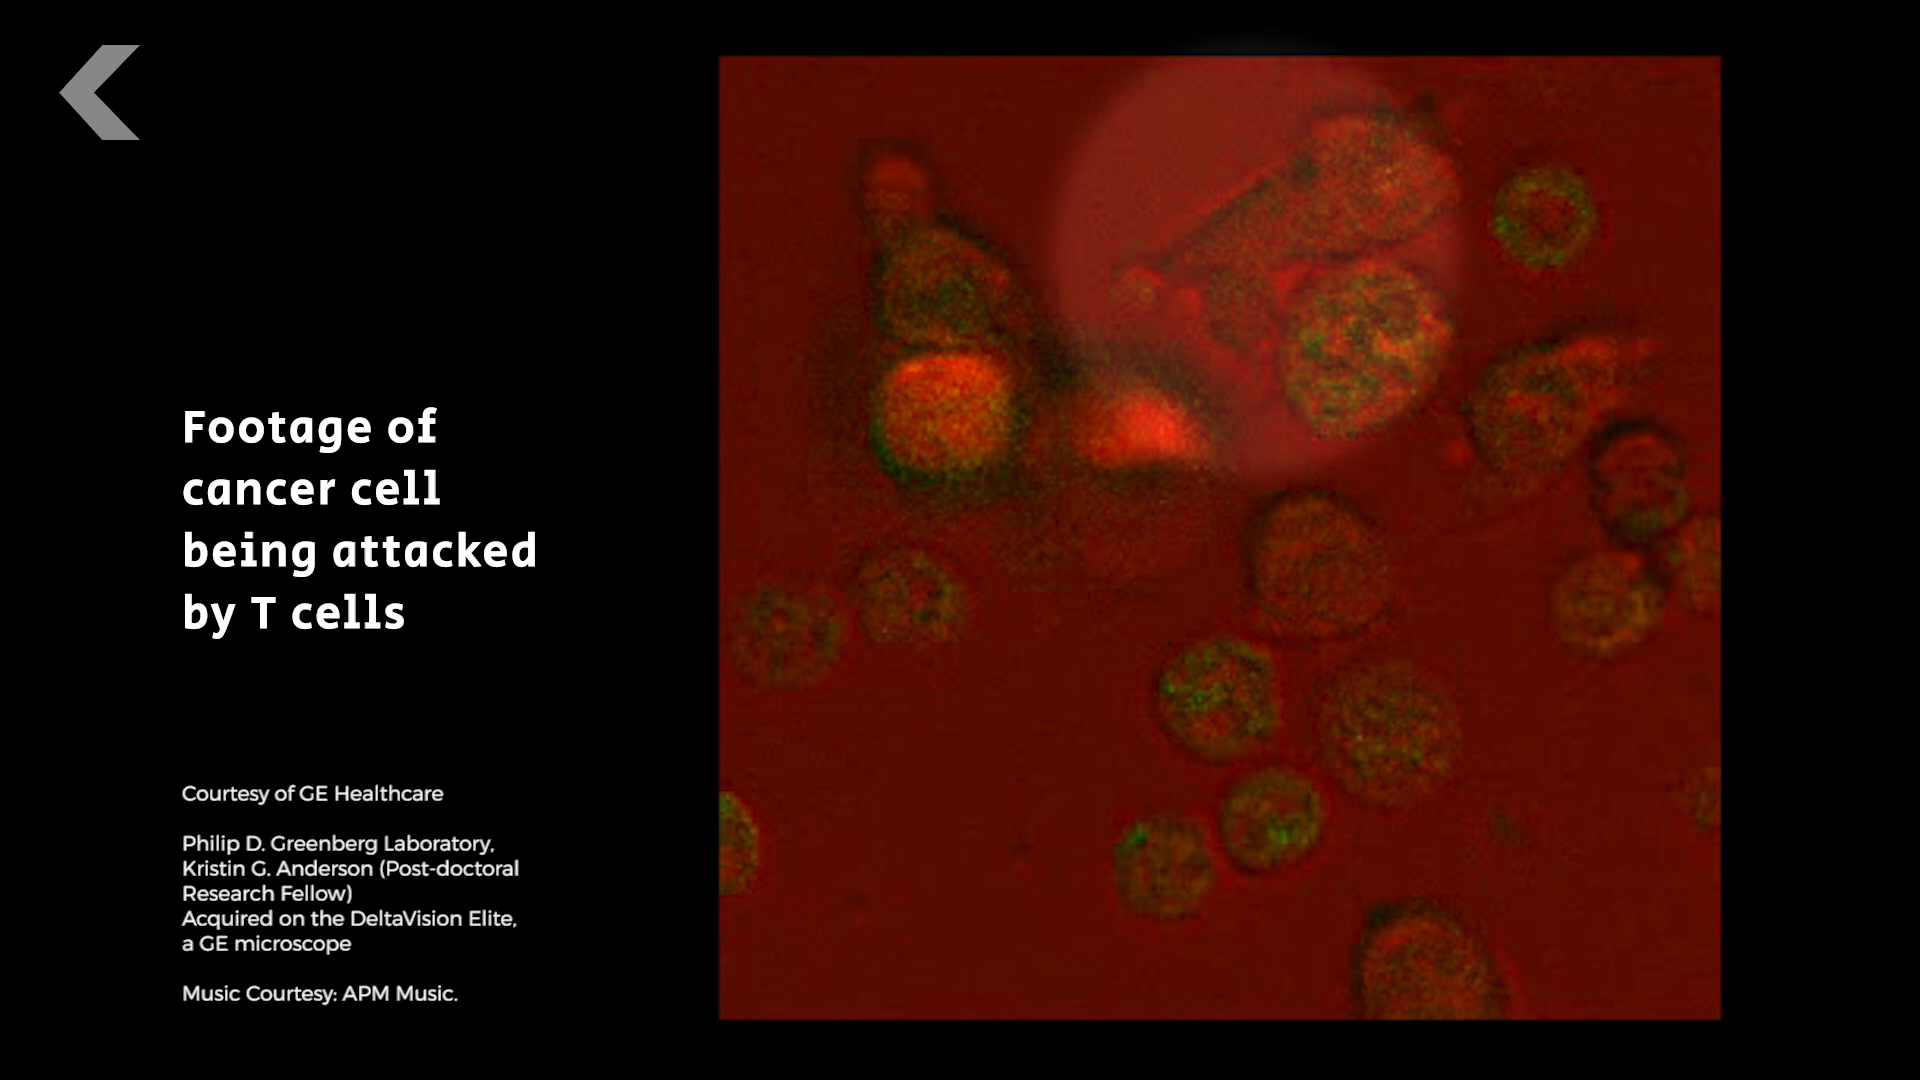 Footage of
cancer cell
being attacked
by T cells
Courtesy of GE Healthcare
Philip D. Greenberg Laboratory,
Kristin G. Anderson (Post-doctoral
Research Fellow)
Acquired on the DeltaVision Elite,
a GE microscope
Music Courtesy: APM Music.